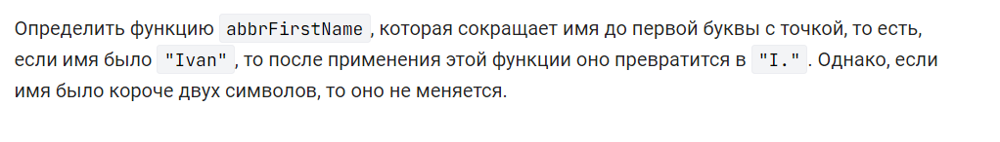 Определить функцию abbrFirstName, которая сокращает имя до первой буквы с точкой, то есть,
если имя было "Ivan", то после применения этой функции оно превратится в "I.". Однако, если
имя было короче двух символов, то оно не меняется.